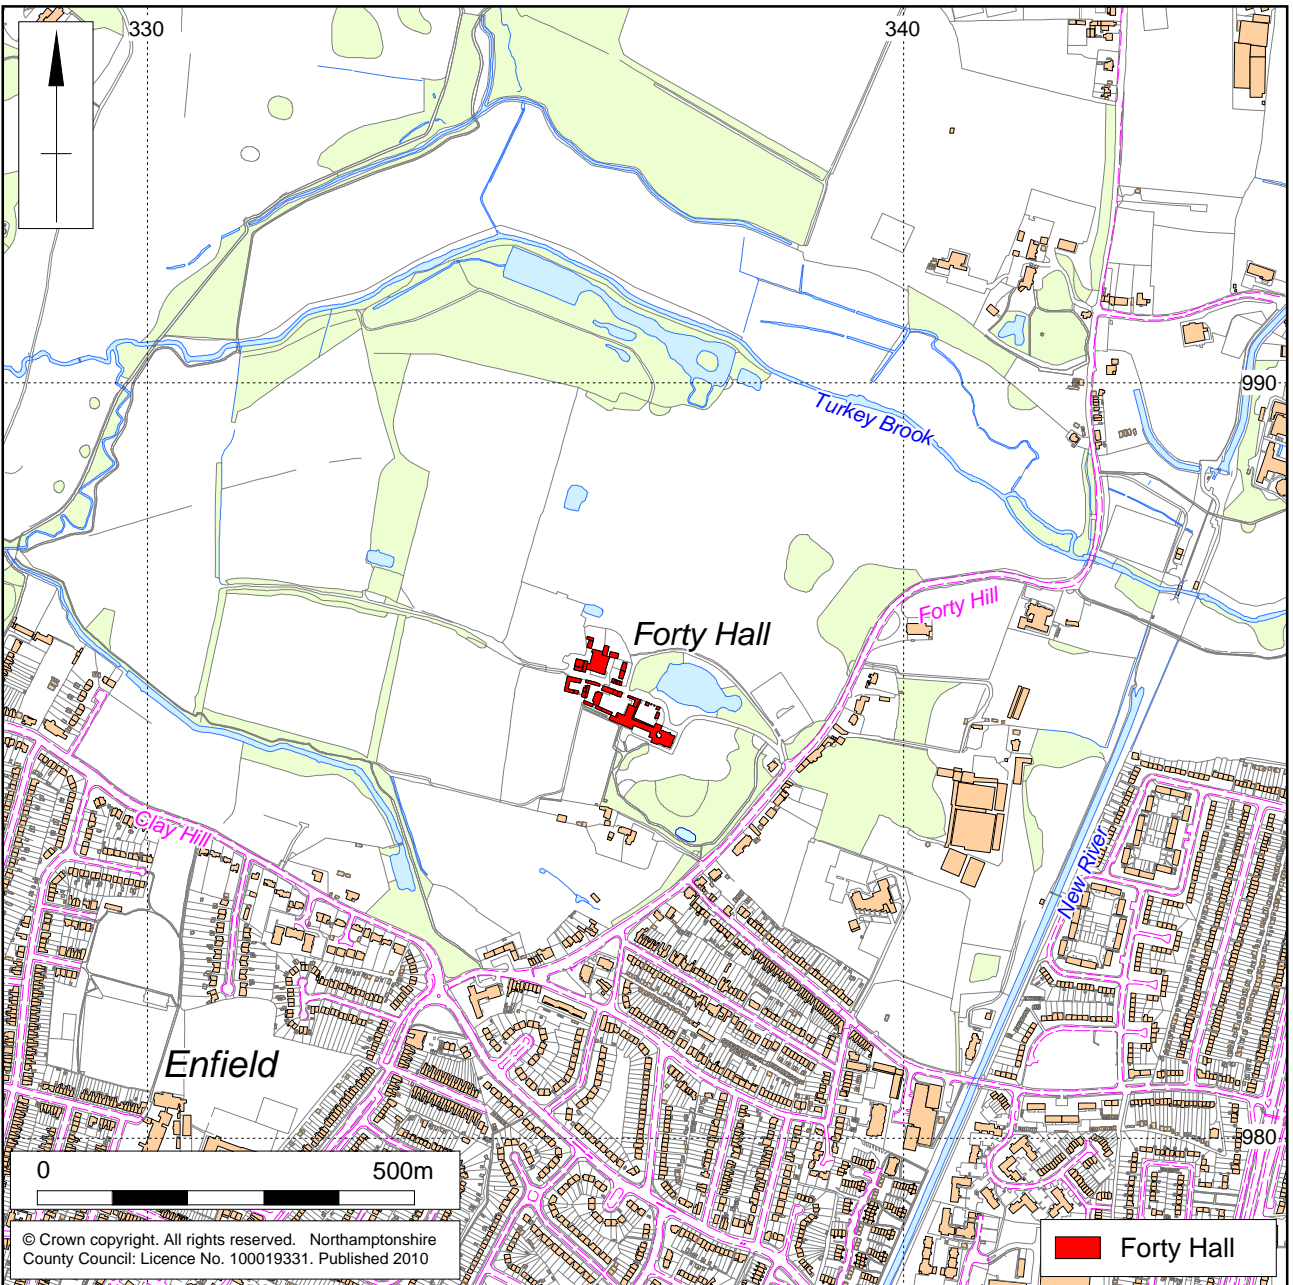 330
340
990
Turkey Brook
Forty Hill
Forty Hall
Clay Hill
New River
Enfield
980
0 500m
© Crown copyright. All rights reserved. Northamptonshire
County Council: Licence No. 100019331. Published 2010
Forty Hall